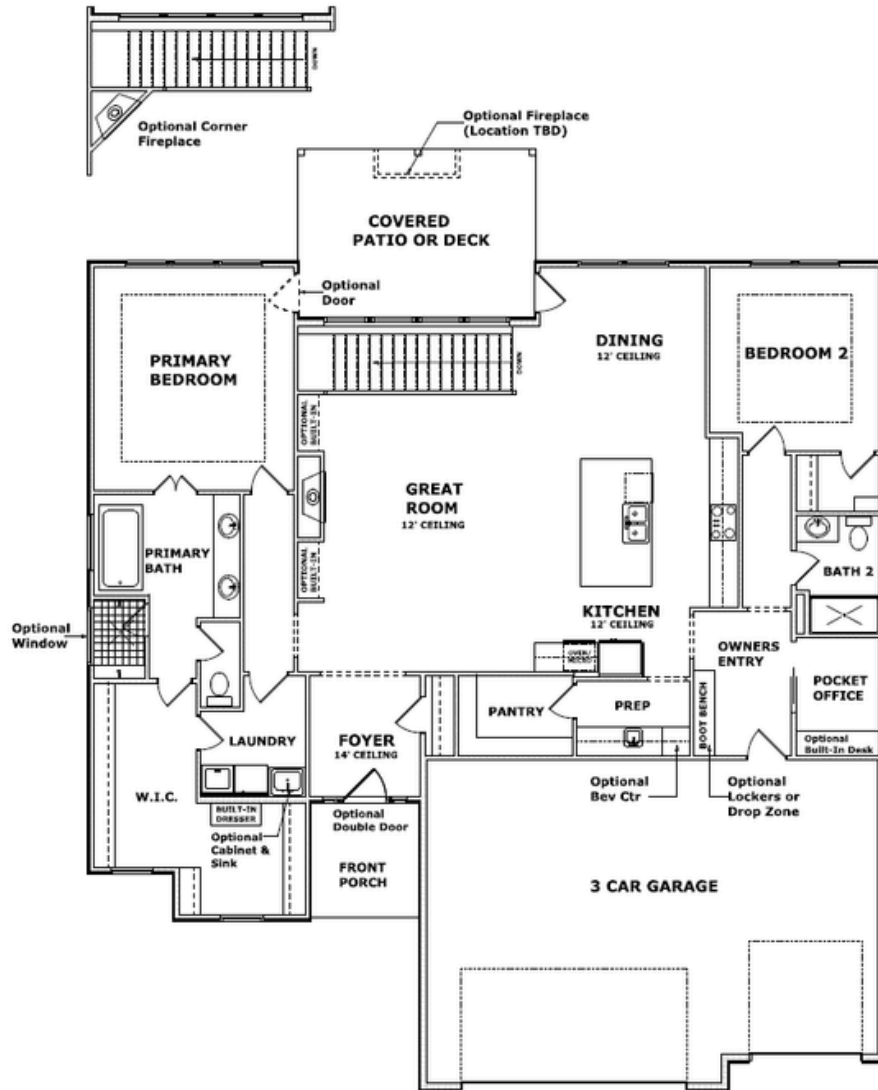 DOWN
Optional Corner
Fireplace
Optional Fireplace
(Location TBD)
COVERED
PATIO OR DECK
Optional
Door
PRIMARY
BEDROOM
DINING
12' CEILING
BEDROOM 2
DOWN
OPTIONAL
BUILT-IN
GREAT
ROOM
12' CEILING
PRIMARY
BATH
OPTIONAL
BUILT-IN
BATH 2
Optional
Window
KITCHEN
12' CEILING
OVEN/
MICRO
OWNERS
ENTRY
POCKET
OFFICE
PANTRY
PREP
BOOT BENCH
LAUNDRY
FOYER
14' CEILING
Optional
Built-In Desk
W.I.C.
BUILT-IN
DRESSER
Optional
Cabinet &
Sink
Optional
Double Door
Optional
Bev Ctr
Optional
Lockers or
Drop Zone
FRONT
PORCH
3 CAR GARAGE